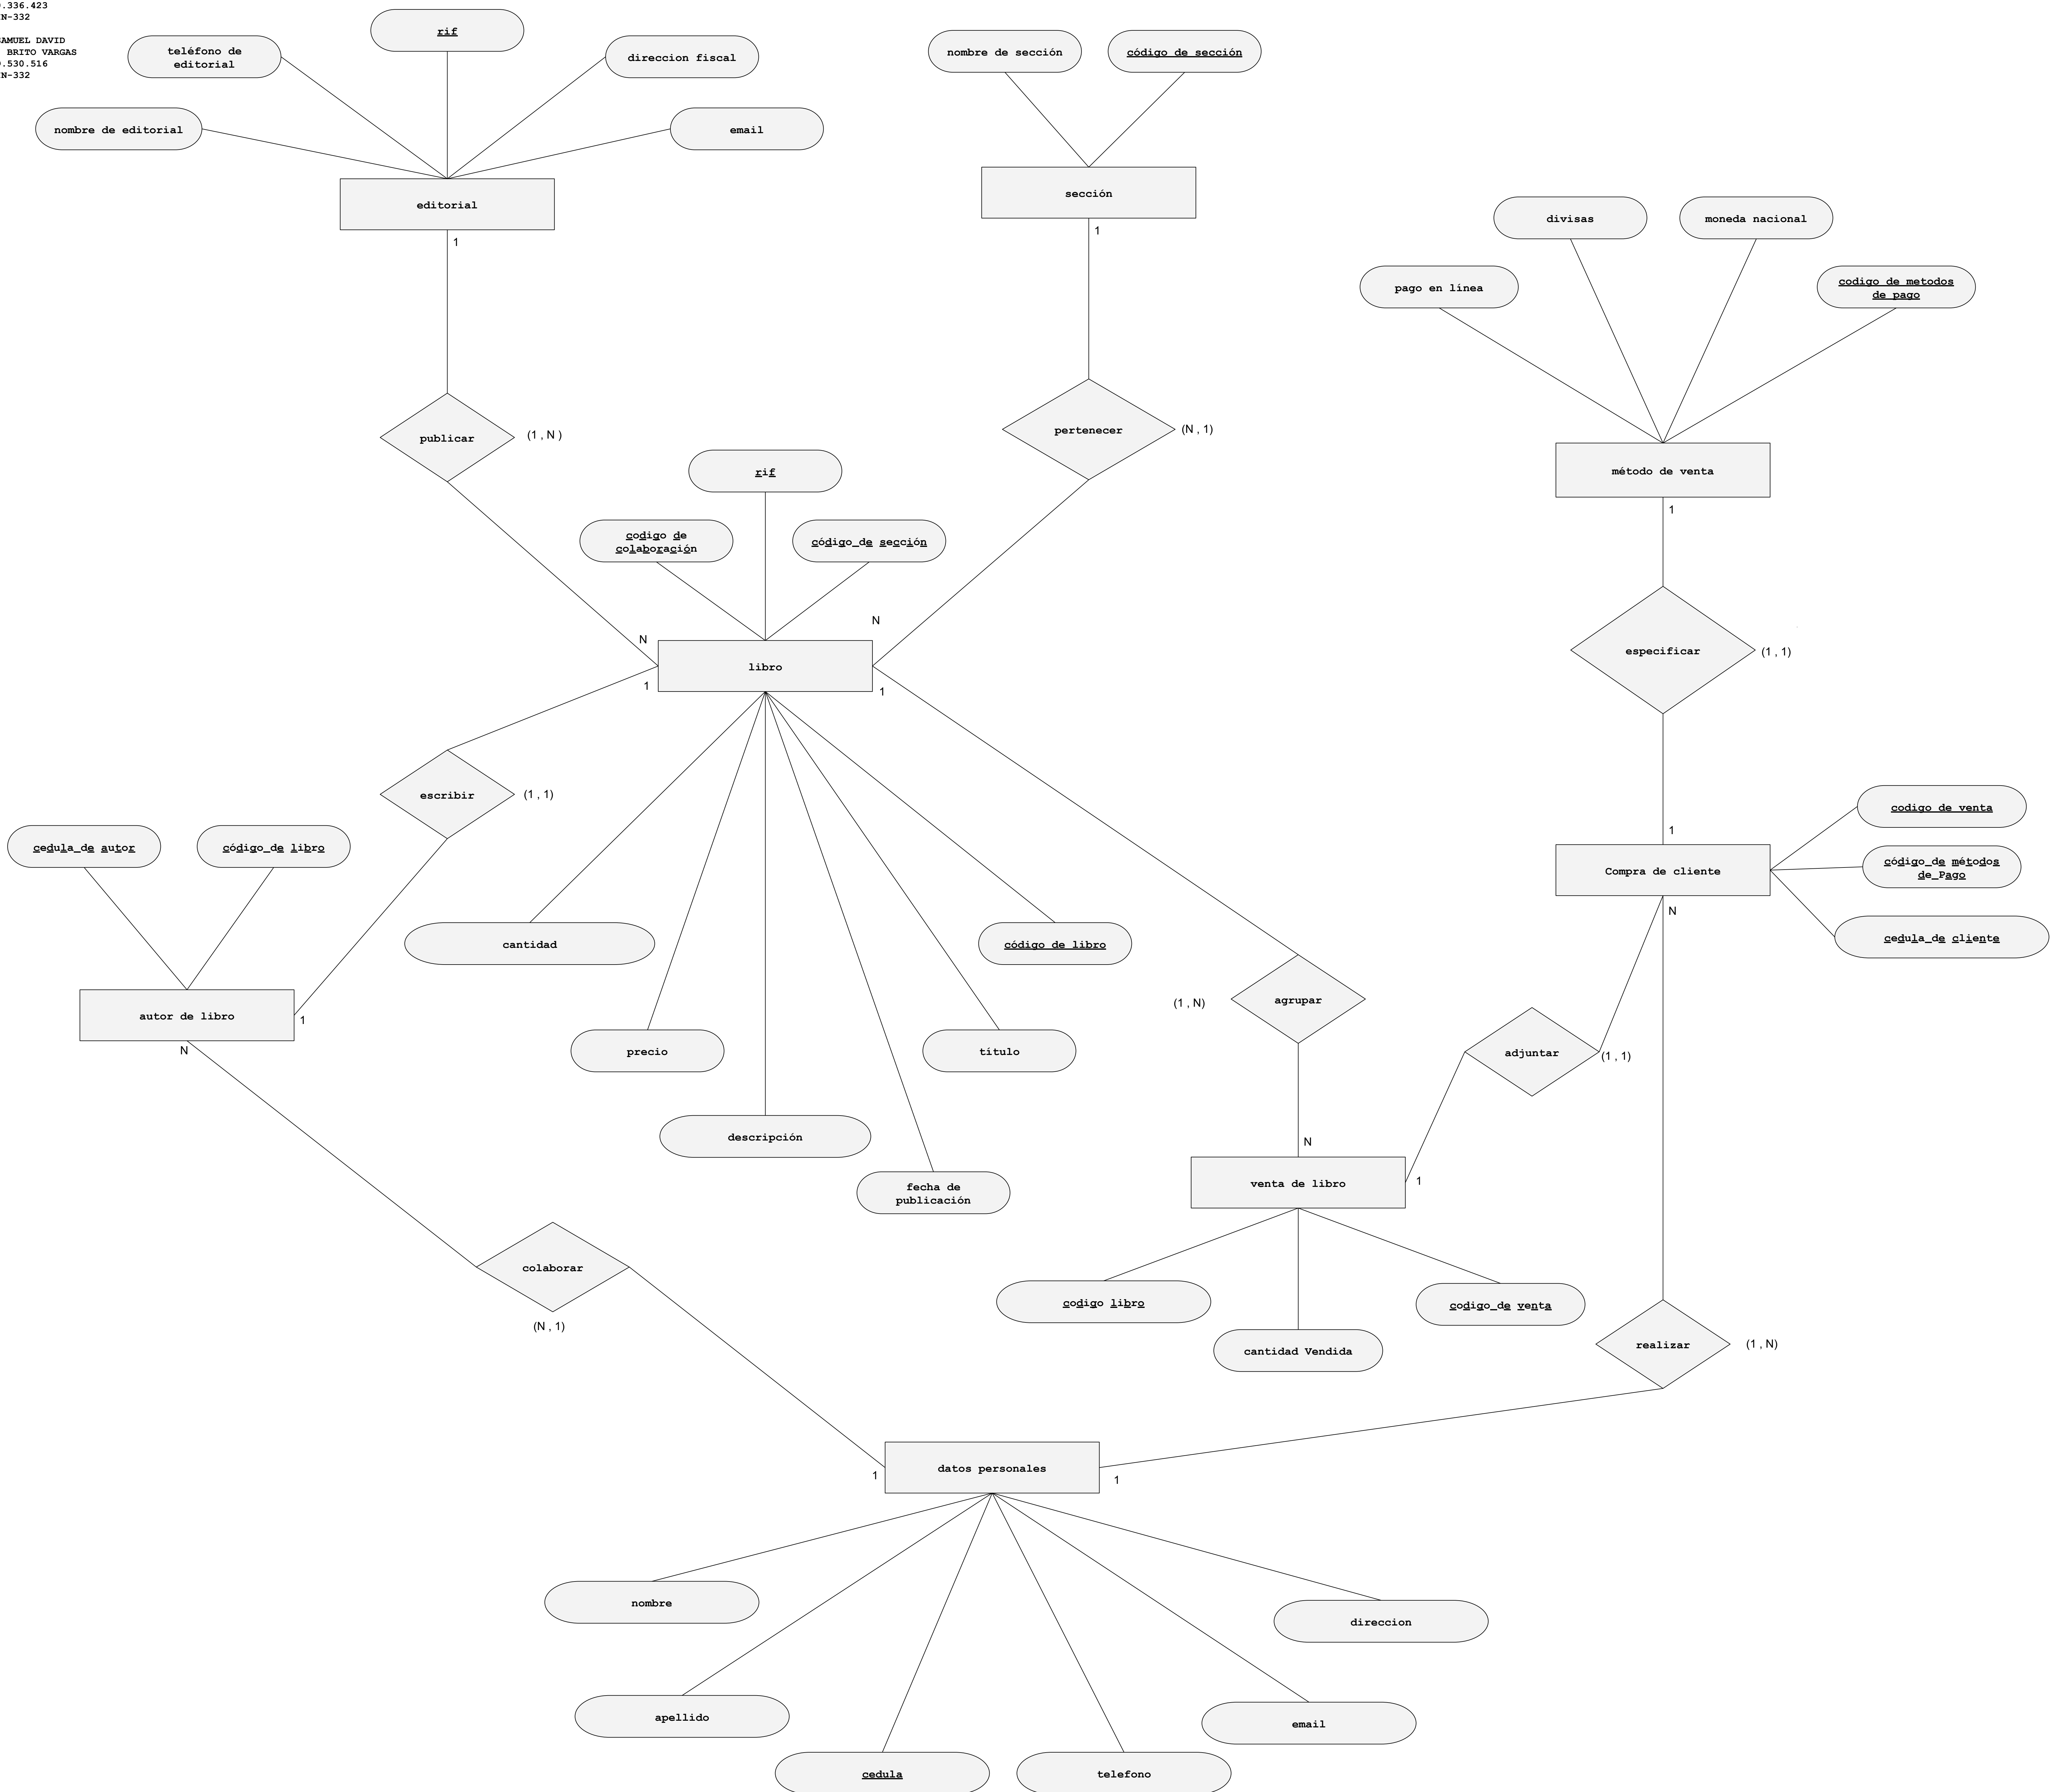 .336.423
N-332
AMUEL DAVID
BRITO VARGAS
.530.516
N-332
rif
teléfono de
editorial
direccion fiscal
nombre de editorial
email
editorial
1
nombre de sección
código de sección
sección
1
divisas
moneda nacional
pago en línea
codigo de metodos
de pago
método de venta
1
publicar
(1 , N )
pertenecer
(N , 1)
rif
codigo de
colaboración
código de sección
N
N
libro
1
1
especificar
(1 , 1)
1
escribir
(1 , 1)
cedula de autor
código de libro
autor de libro
1
N
codigo de venta
código de métodos
de Pago
cedula de cliente
Compra de cliente
N
cantidad
código de libro
precio
título
descripción
fecha de
publicación
(1 , N)
agrupar
adjuntar
(1 , 1)
N
venta de libro
1
codigo libro
codigo de venta
cantidad Vendida
colaborar
(N , 1)
realizar
(1 , N)
datos personales
1
1
nombre
direccion
apellido
email
cedula
telefono